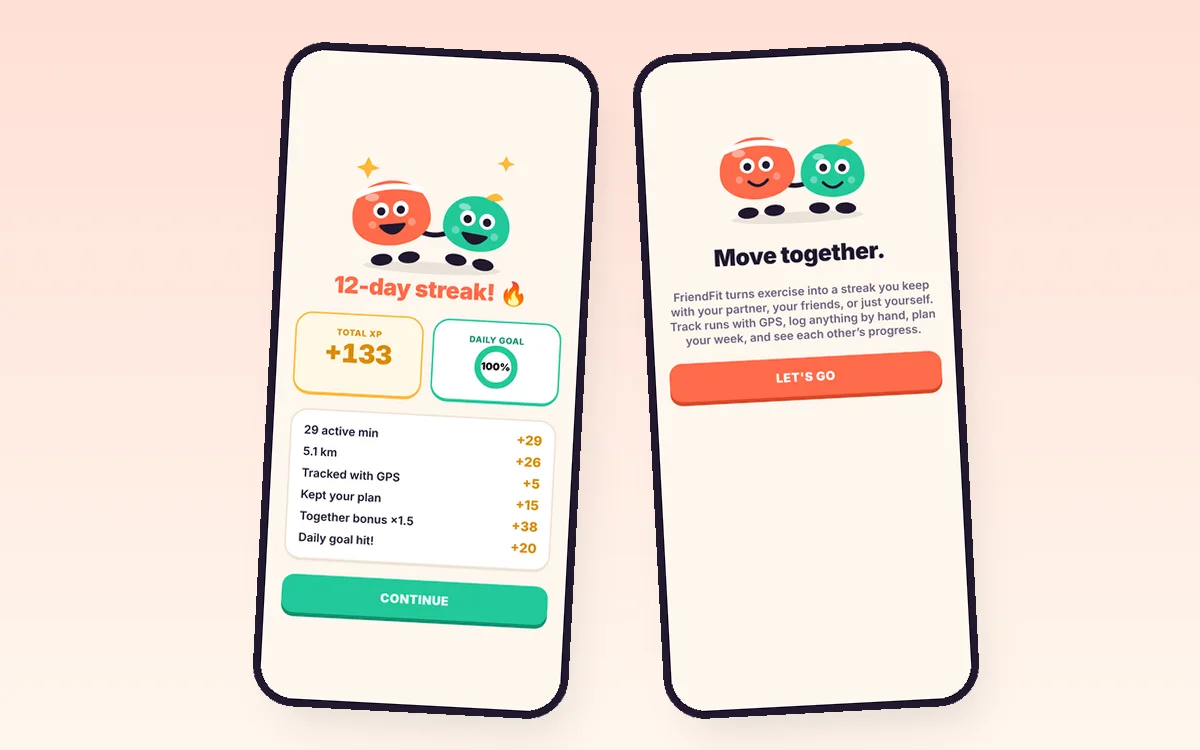 12-day streak! 🔥
TOTAL XP
+133
DAILY GOAL
100%
29 active min +29
5.1 km +26
Tracked with GPS +5
Kept your plan +15
Together bonus ×1.5 +38
Daily goal hit! +20
CONTINUE
Move together.
FriendFit turns exercise into a streak you keep
with your partner, your friends, or just yourself.
Track runs with GPS, log anything by hand, plan
your week, and see each other’s progress.
LET'S GO